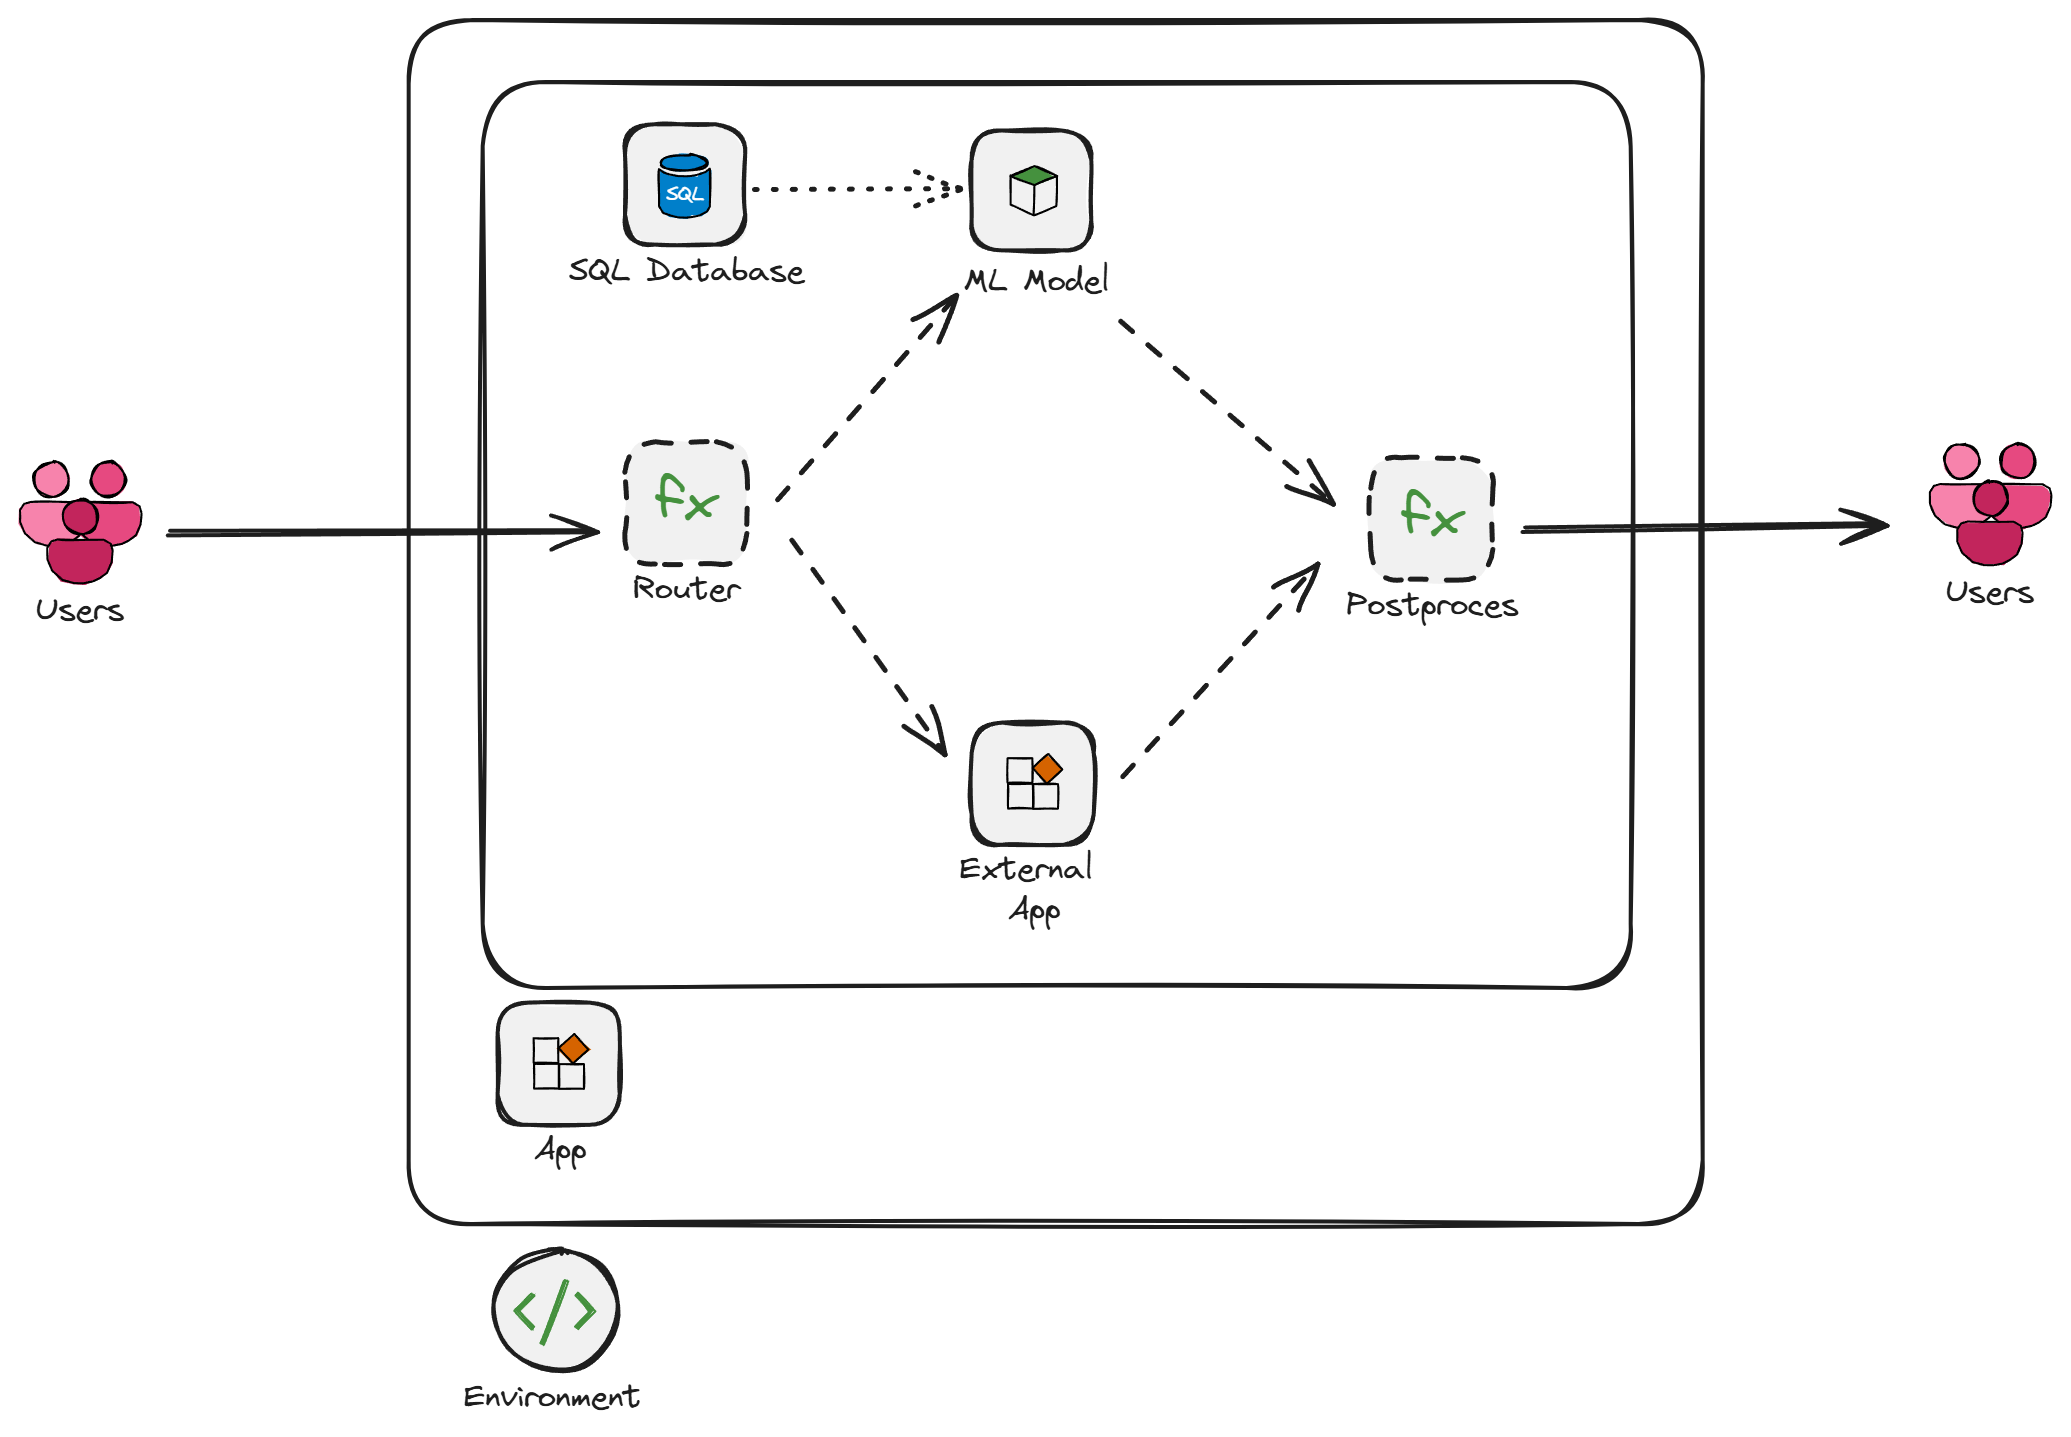 SQL
SQL Database
ML Model
fx
Router
fx
Postproces
Users
Users
External
App
App
</>
Environment